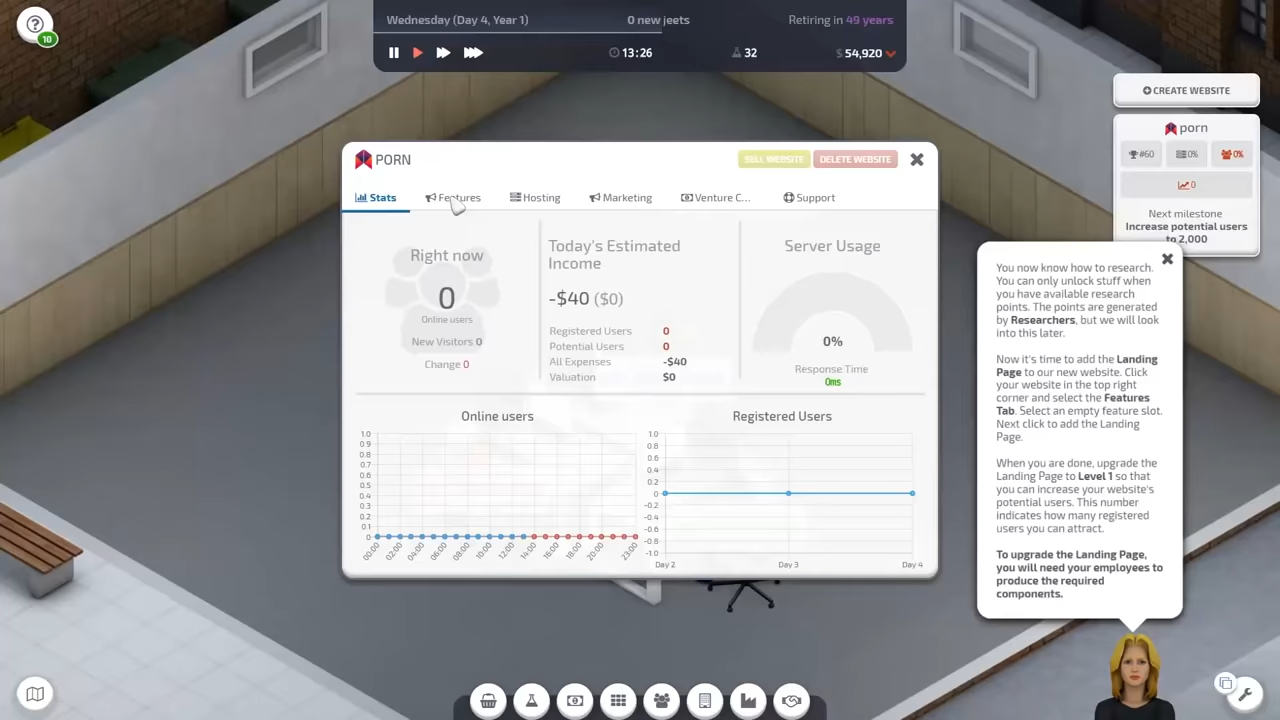 10
Wednesday (Day 4, Year 1)
0 new jeets
Retiring in 49 years
13:26
32
$ 54,920
CREATE WEBSITE
porn
#60
0%
0%
0
Next milestone
Increase potential users
to 2,000
PORN
SELL WEBSITE
DELETE WEBSITE
Stats
Features
Hosting
Marketing
Venture C...
Support
Right now
0
Online users
New Visitors 0
Change 0
Today's Estimated
Income
-$40 ($0)
Registered Users 0
Potential Users 0
All Expenses -$40
Valuation $0
Server Usage
0%
Response Time
0ms
Online users
1.0
0.9
0.8
0.7
0.6
0.5
0.4
0.3
0.2
0.1
0
00:00 02:00 04:00 06:00 08:00 10:00 12:00 14:00 16:00 18:00 20:00 23:00
Registered Users
1.0
0.8
0.6
0.4
0.2
0
-0.2
-0.4
-0.6
-0.8
-1.0
Day 2 Day 3 Day 4
You now know how to research.
You can only unlock stuff when
you have available research
points. The points are generated
by Researchers, but we will look
into this later.
Now it's time to add the Landing
Page to our new website. Click
your website in the top right
corner and select the Features
Tab. Select an empty feature slot.
Next click to add the Landing
Page.
When you are done, upgrade the
Landing Page to Level 1 so that
you can increase your website's
potential users. This number
indicates how many registered
users you can attract.
To upgrade the Landing Page,
you will need your employees to
produce the required
components.